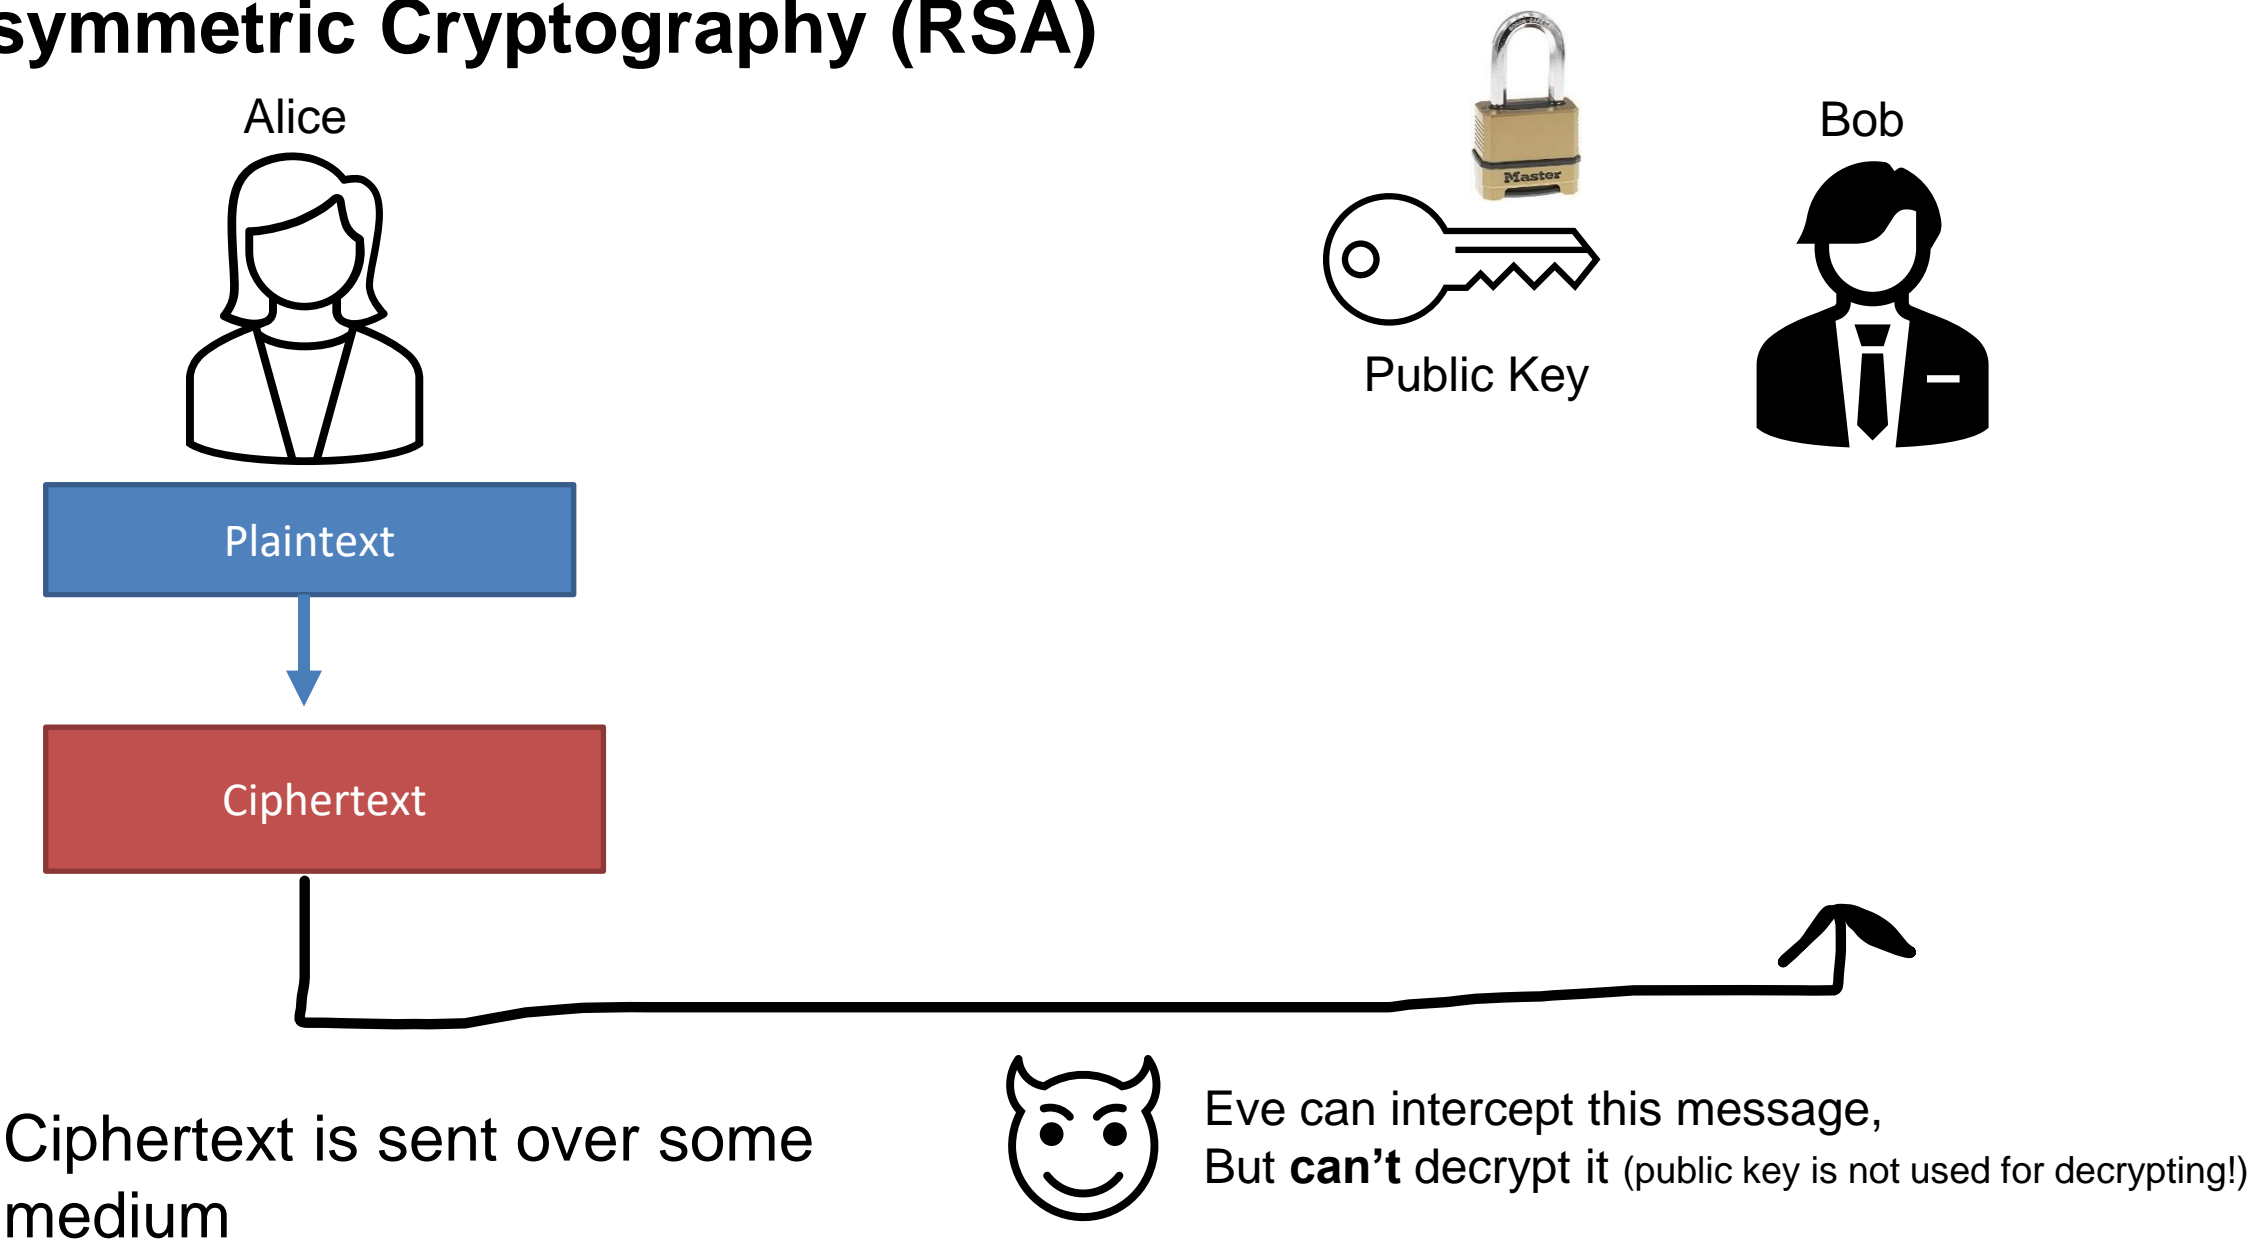 symmetric Cryptography (RSA)
Alice
Bob
Master
Public Key
Plaintext
Ciphertext
Ciphertext is sent over some
medium
Eve can intercept this message,
But can’t decrypt it (public key is not used for decrypting!)